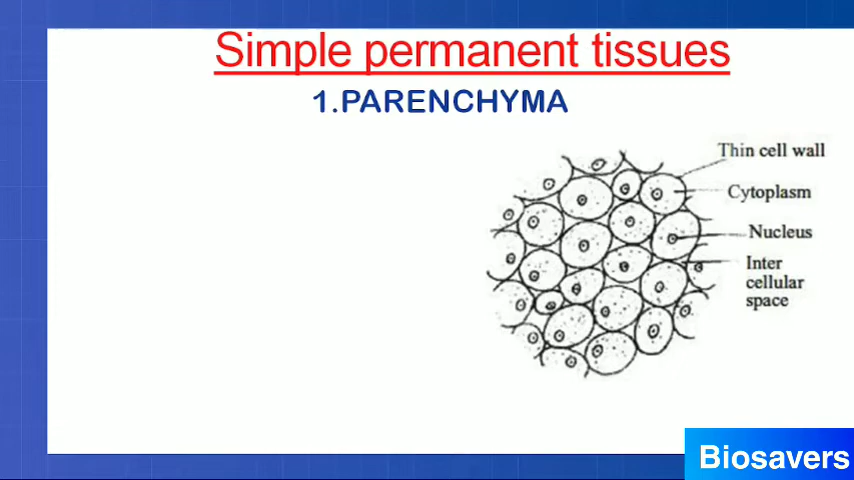 Simple permanent tissues
1.PARENCHYMA
Thin cell wall
Cytoplasm
Nucleus
Inter
cellular
space
Biosavers